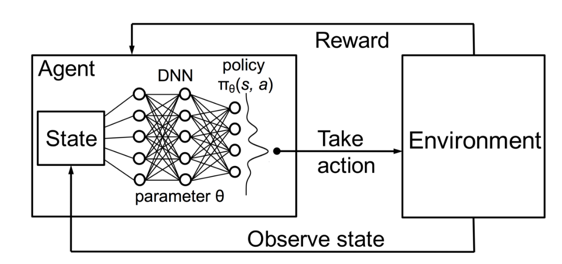 Reward
Agent
DNN
policy
πθ(s, a)
State
Take
action
Environment
parameter θ
Observe state